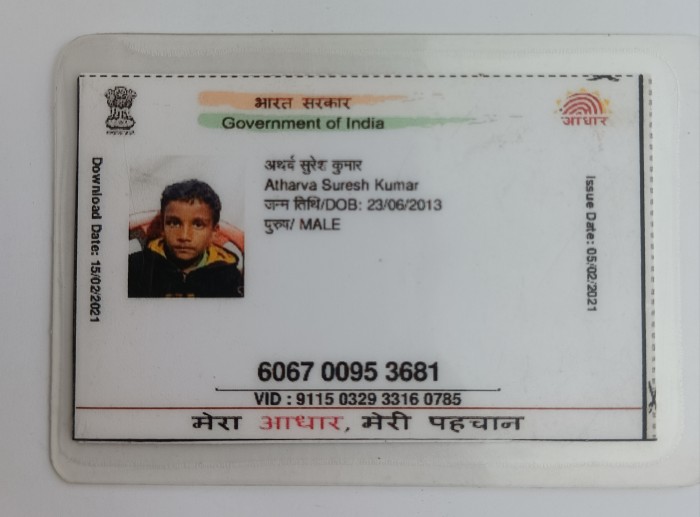 भारत सरकार
Government of India
आधार
अथर्व सुरेश कुमार
Atharva Suresh Kumar
जन्म तिथि/DOB: 23/06/2013
पुरुष/ MALE
Download Date: 15/02/2021
Issue Date: 05/02/2021
6067 0095 3681
VID : 9115 0329 3316 0785
मेरा आधार, मेरी पहचान